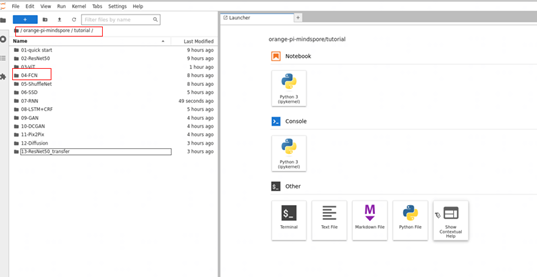 File Edit View Run Kernel Tabs Settings Help
+
Filter files by name
/ orange-pi-mindspore / tutorial /
Name Last Modified
01-quick start 9 hours ago
02-ResNet50 9 hours ago
03-ViT 1 hour ago
04-FCN 8 hours ago
05-ShuffleNet 8 hours ago
06-SSD 5 hours ago
07-RNN 49 seconds ago
08-LSTM+CRF 5 hours ago
09-GAN 4 hours ago
10-DCGAN 4 hours ago
11-Pix2Pix 4 hours ago
12-Diffusion 3 hours ago
13-ResNet50_transfer 3 hours ago
Launcher +
orange-pi-mindspore/tutorial
Notebook
Python 3
(ipykernel)
Console
Python 3
(ipykernel)
$_ Other
$_ M
Terminal Text File Markdown File Python File Show
Contextual
Help